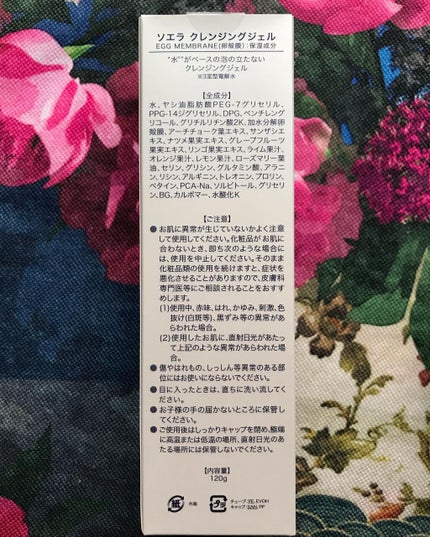 ソエラ クレンジングジェル
EGG MEMBRANE(卵殻膜):保湿成分
"水"※がベースの泡の立たない
クレンジングジェル
※3室型電解水
【全成分】
水、ヤシ油脂肪酸PEG-7グリセリル、
PPG-14ジグリセリル、DPG、ペンチレングリ
コール、グリチルリチン酸2K、加水分解卵
殻膜、アーチチョーク葉エキス、サンザシエ
キス、ナツメ果実エキス、グレープフルーツ
果実エキス、リンゴ果実エキス、ライム果汁、
オレンジ果汁、レモン果汁、ローズマリー葉
油、セリン、グリシン、グルタミン酸、アラニ
ン、リシン、アルギニン、トレオニン、プロリン、
ベタイン、PCA-Na、ソルビトール、グリセリ
ン、BG、カルボマー、水酸化K
【ご注意】
●お肌に異常が生じていないかよく注意
して使用してください。化粧品がお肌に
合わないとき、即ち次のような場合に
は、使用を中止してください。そのまま
化粧品類の使用を続けますと、症状を
悪化させることがありますので、皮膚科
専門医等にご相談されることをおすす
めします。
(1)使用中、赤味、はれ、かゆみ、刺激、色
抜け(白斑等)、黒ずみ等の異常があ
らわれた場合。
(2)使用したお肌に、直射日光があたっ
て上記のような異常があらわれた場
合。
●傷やはれもの、しっしん等異常のある部
位にはお使いにならないでください。
●目に入ったときは、直ちに洗い流してく
ださい。
●お子様の手の届かないところに保管し
てください。
●ご使用後はしっかりキャップを閉め、極端
に高温または低温の場所、直射日光のあ
たる場所には保管しないでください。
【内容量】
120g
紙 外箱 プラ チューブ:PE, EVOH
キャップ:SAN, PP